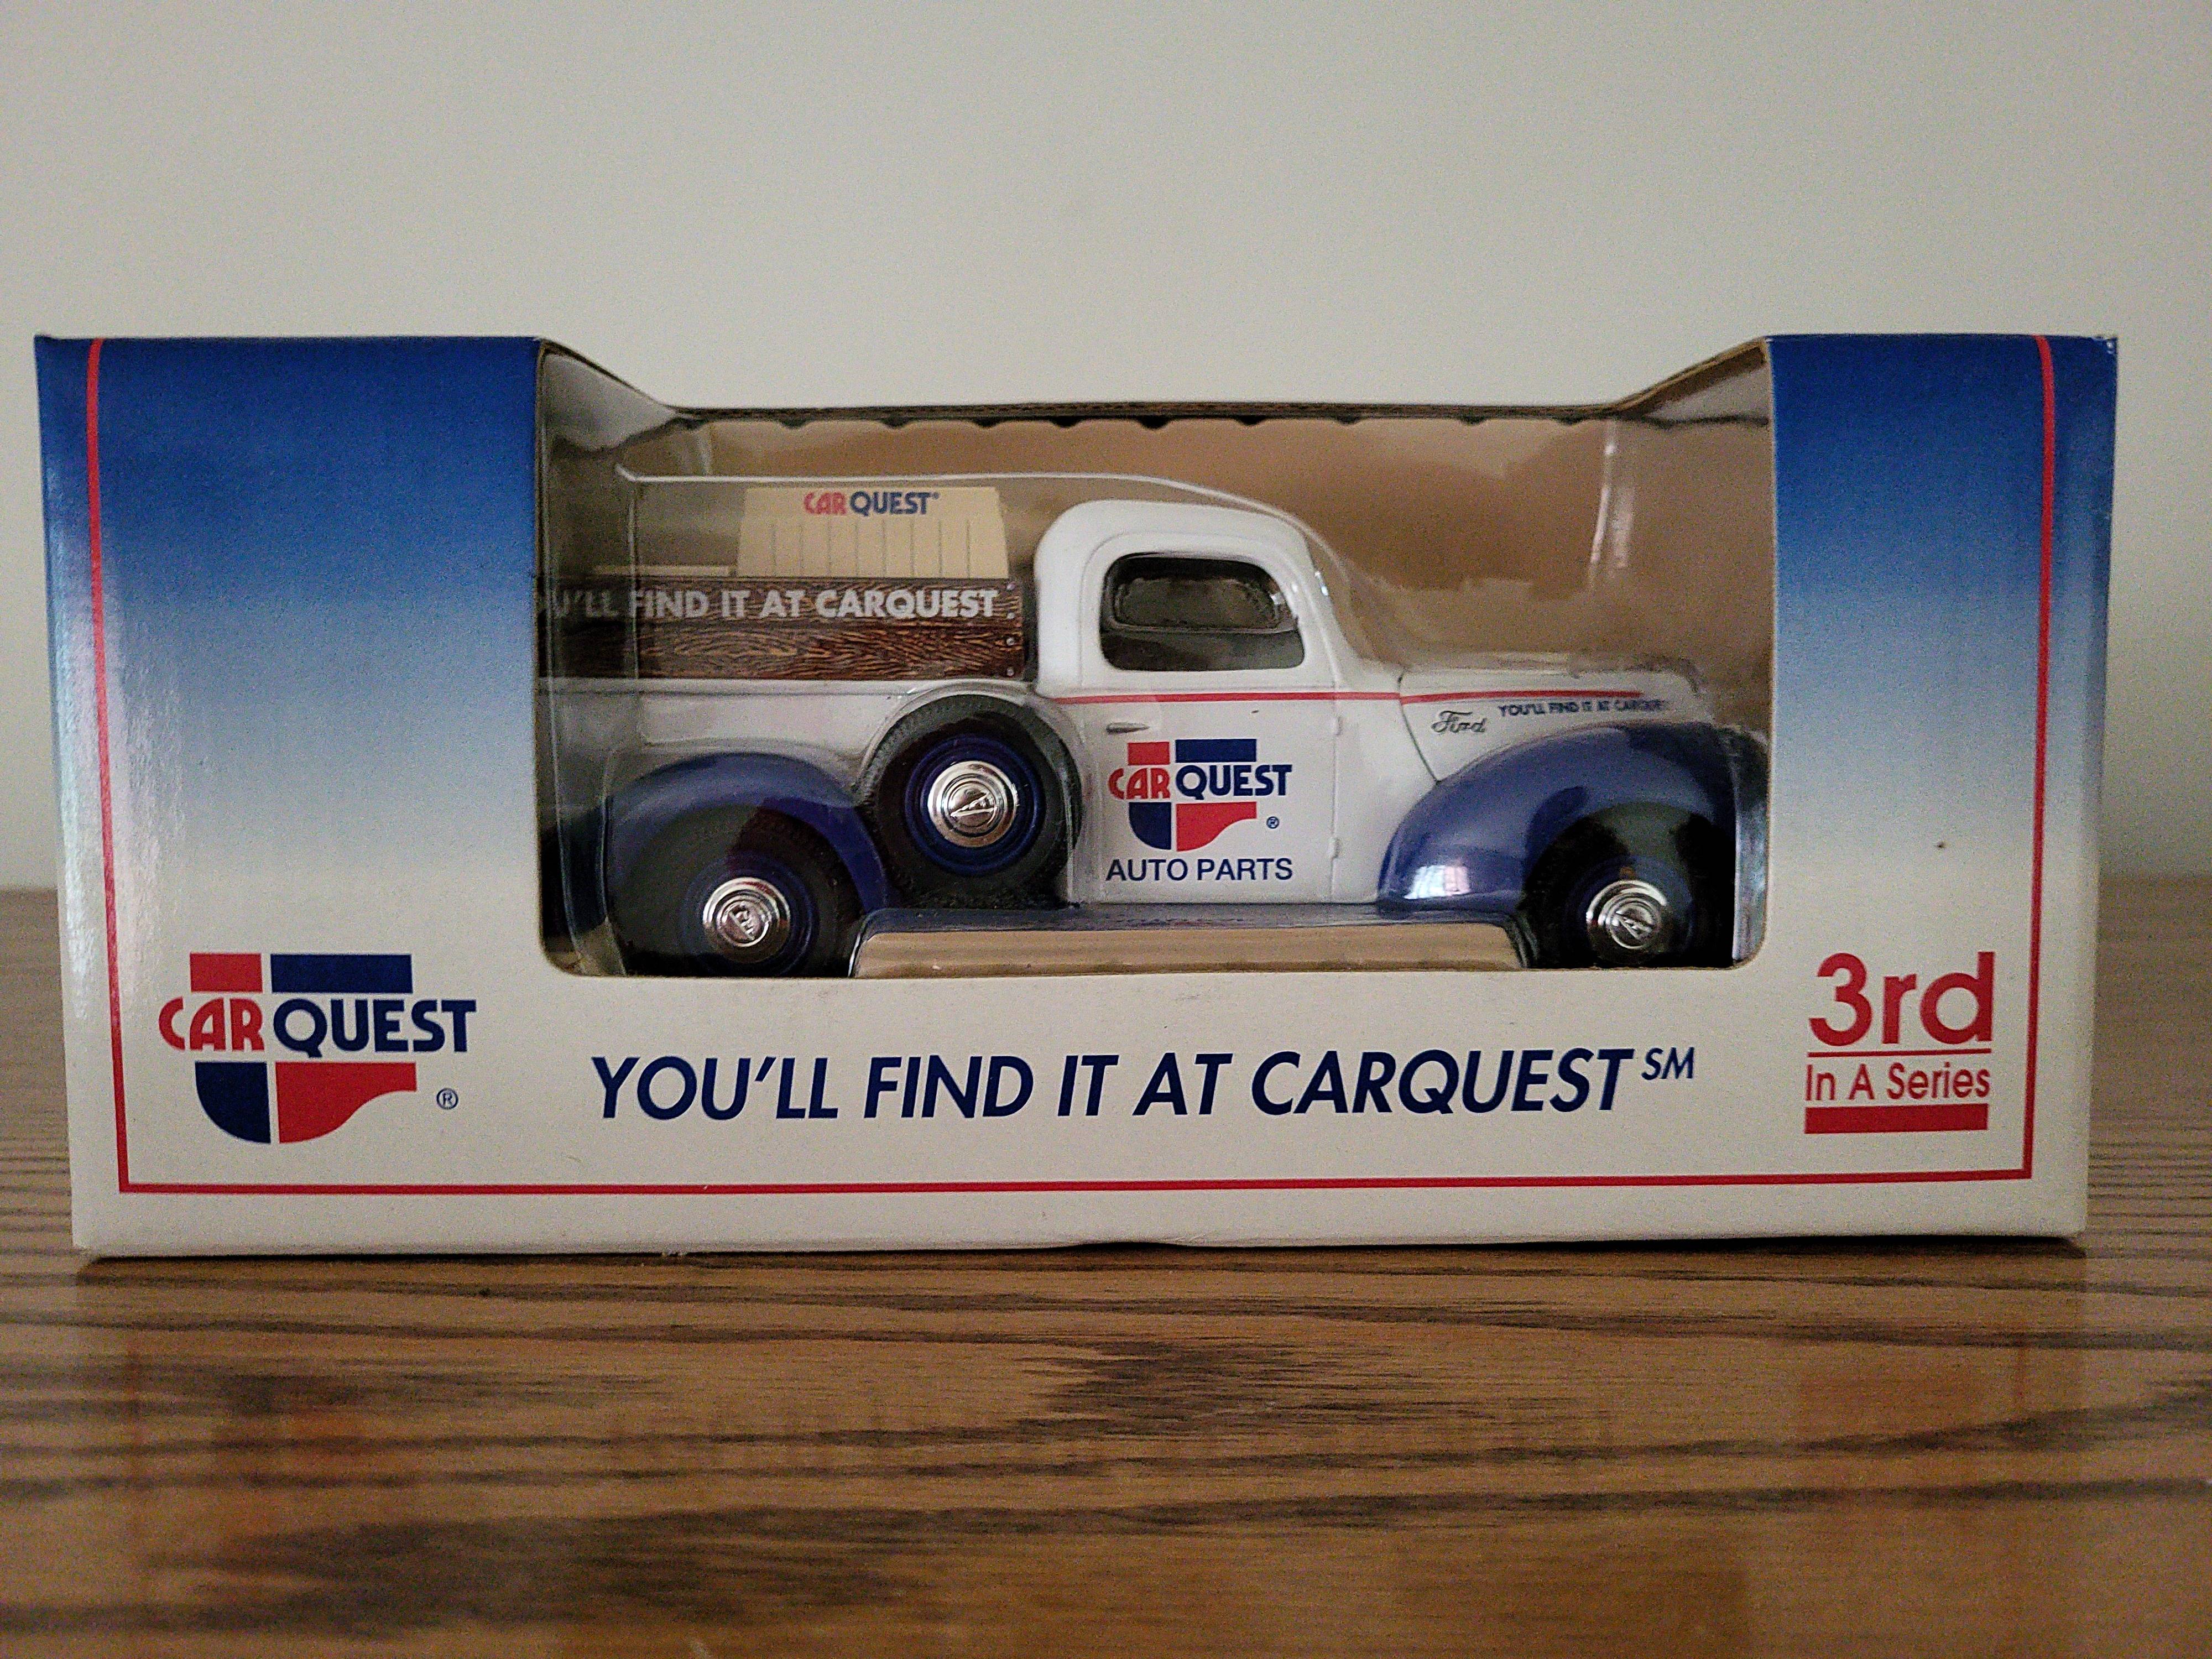 CARQUEST®
U'LL FIND IT AT CARQUEST
Ford
YOU'LL FIND IT AT CARQUEST
CARQUEST
®
AUTO PARTS
CARQUEST
®
YOU'LL FIND IT AT CARQUEST SM
3rd
In A Series